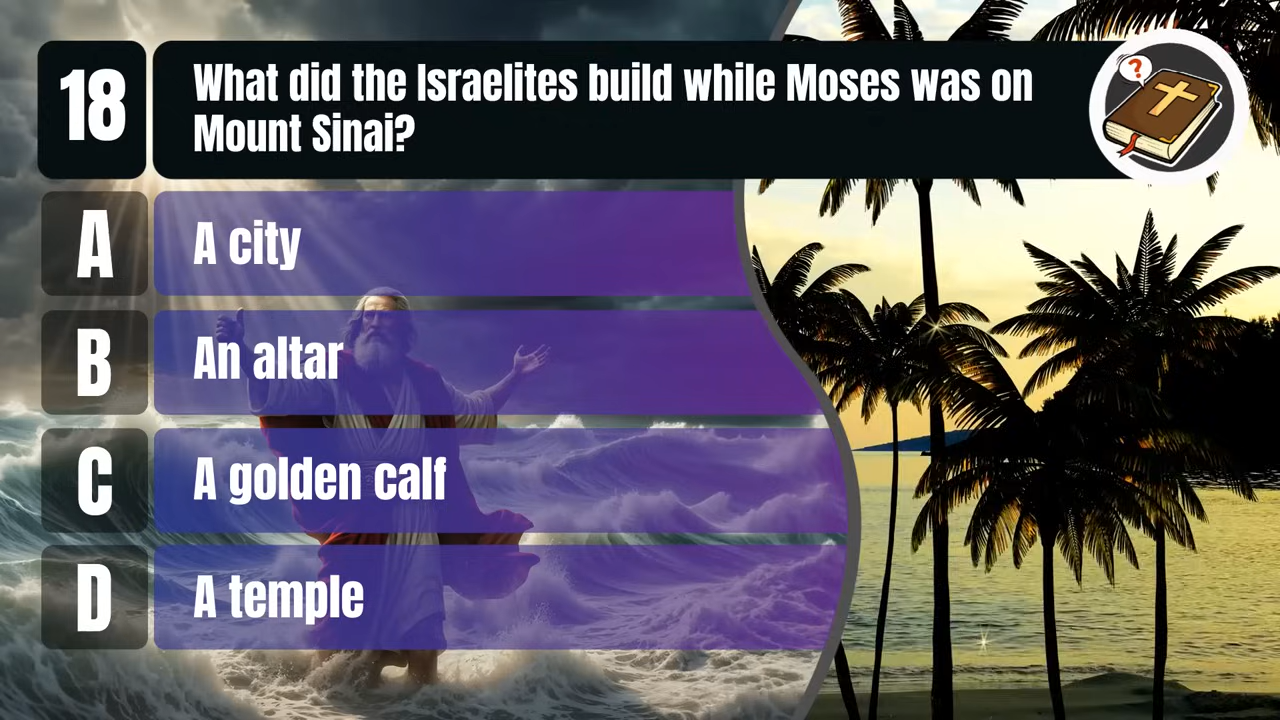 18
What did the Israelites build while Moses was on
Mount Sinai?
?
A
A city
B
An altar
C
A golden calf
D
A temple